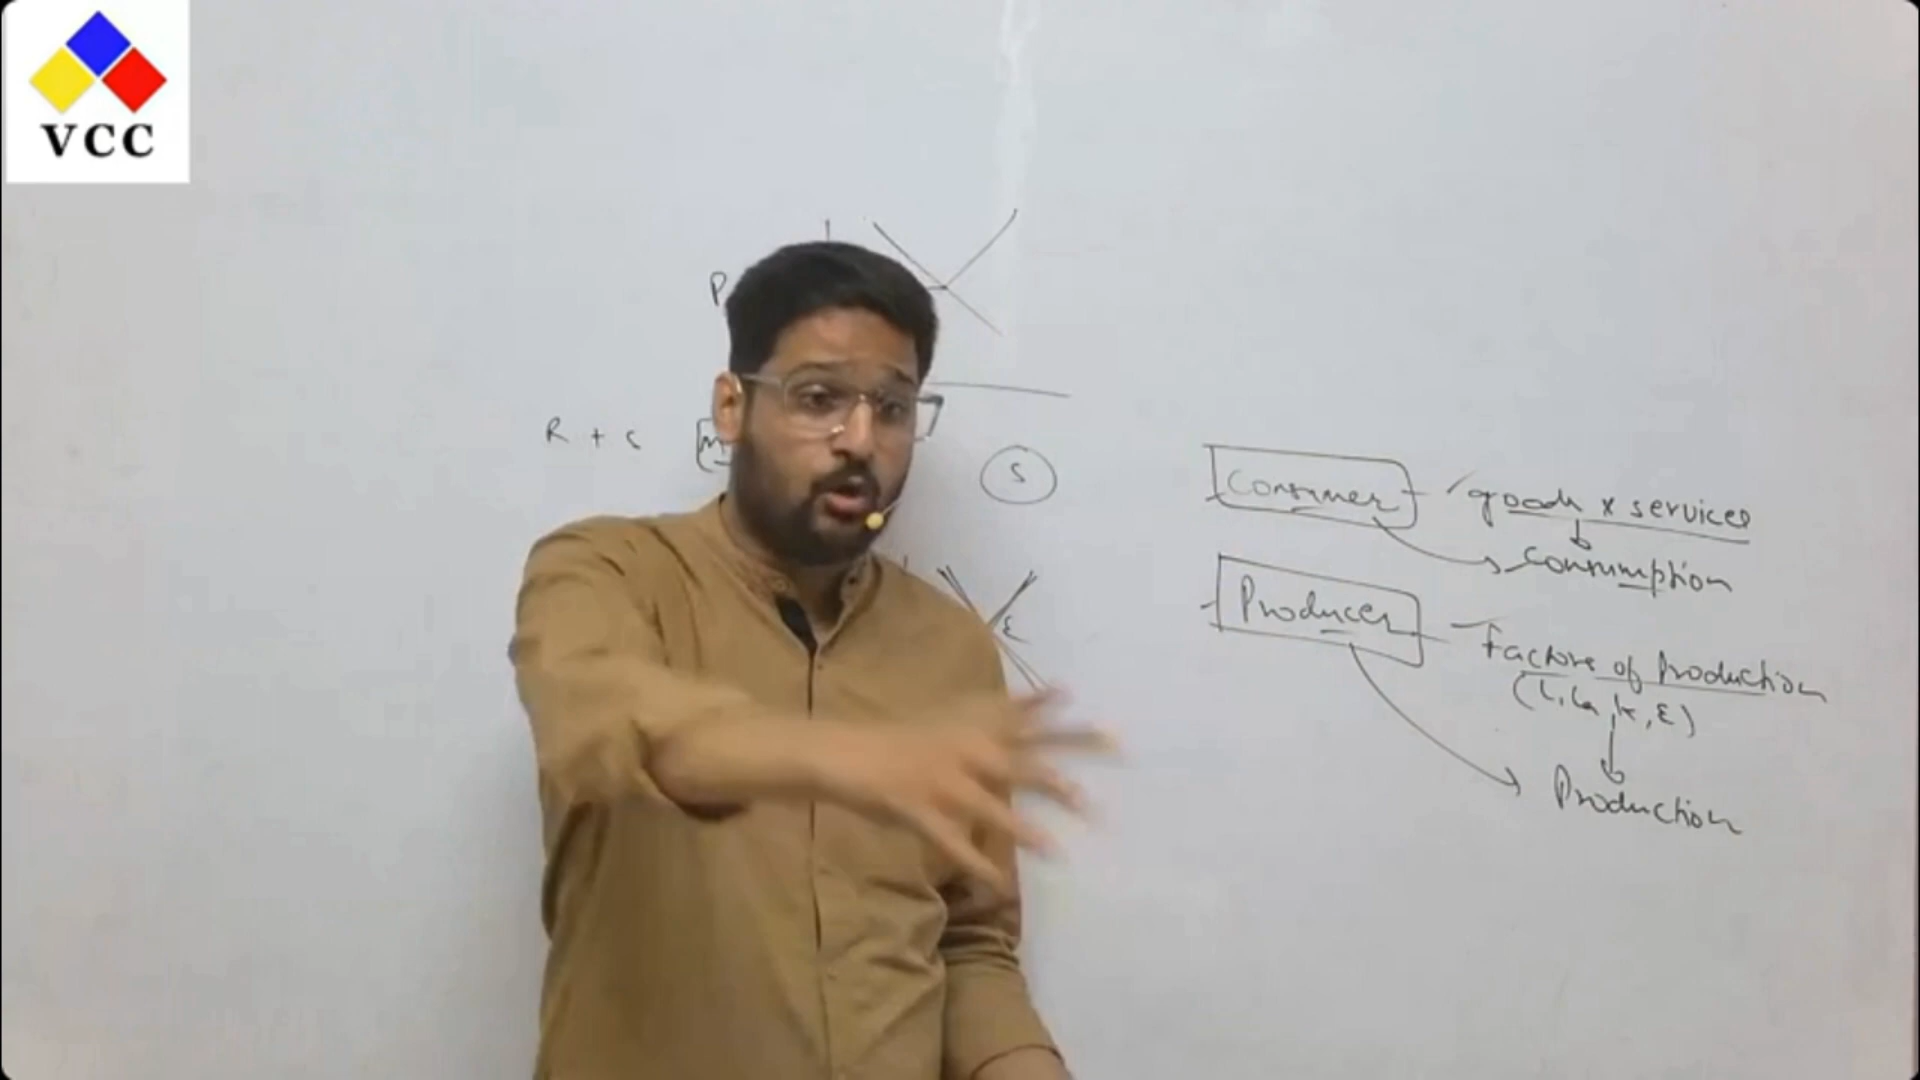 VCC
P
R + S
S
Consumer goods & services
consumption
E
Producer Factors of Production
(L, La, K, E)
Production